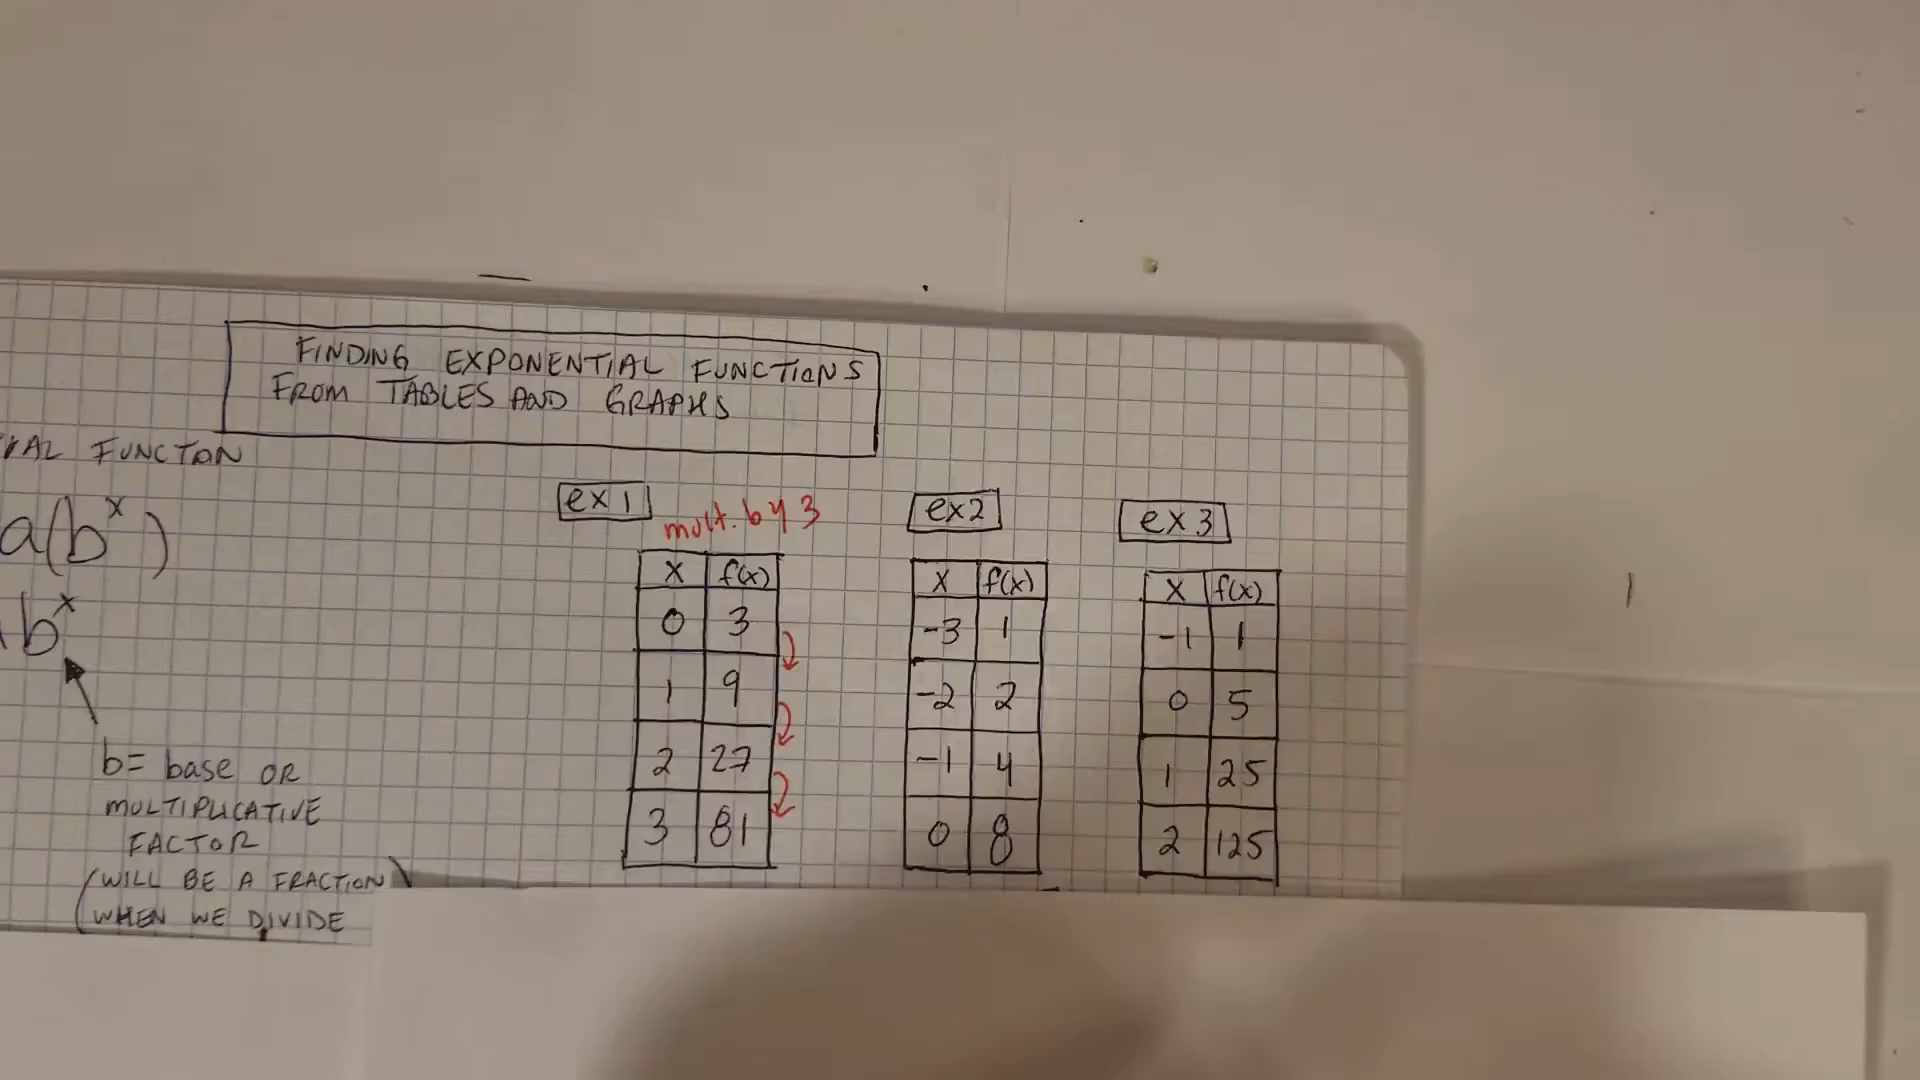 FINDING EXPONENTIAL FUNCTIONS
FROM TABLES AND GRAPHS
FUNCTION
a(b^x)
b^x
b= base OR
MULTIPLICATIVE
FACTOR
(WILL BE A FRACTION)
(WHEN WE DIVIDE
ex 1
mult. by 3
x f(x)
0 3
1 9
2 27
3 81
ex2
x f(x)
-3 1
-2 2
-1 4
0 8
ex 3
x f(x)
-1 1
0 5
1 25
2 125